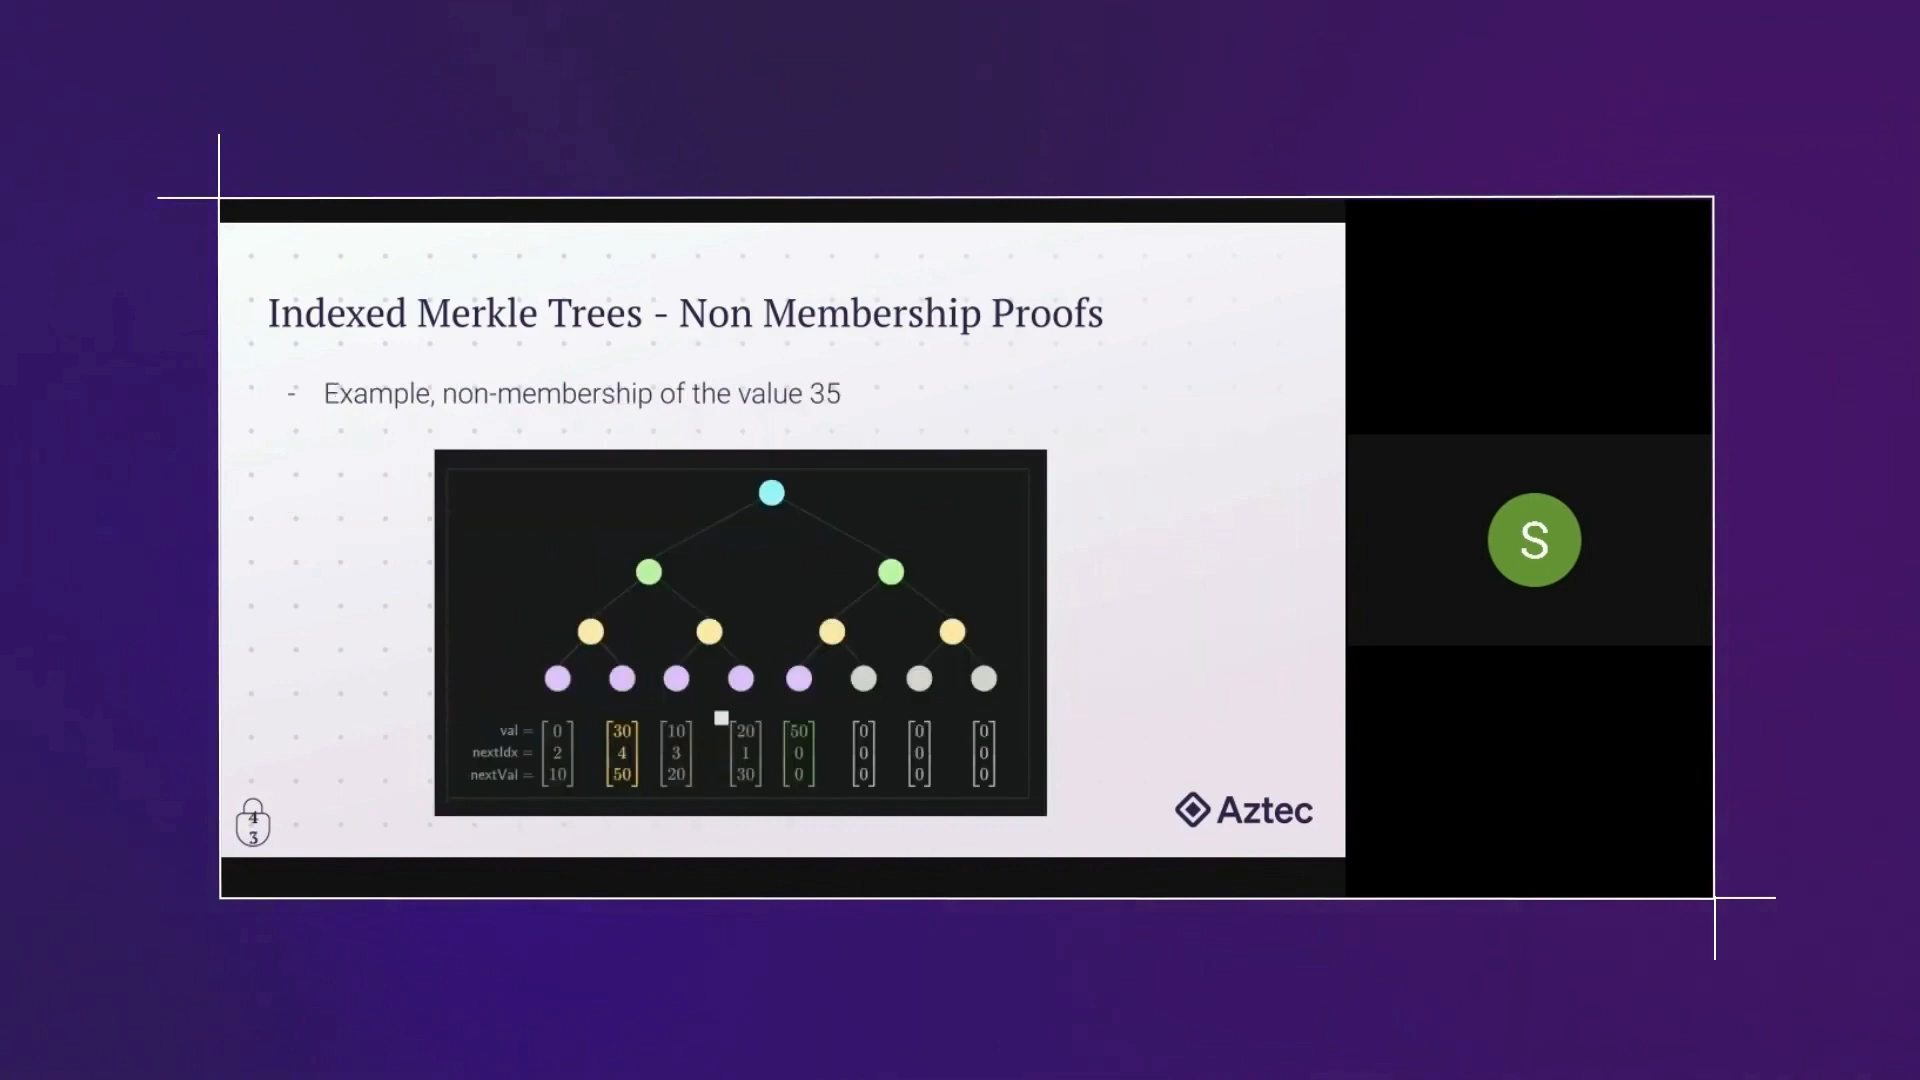 Indexed Merkle Trees - Non Membership Proofs
- Example, non-membership of the value 35
S
val = 0 30 10 20 50 0 0 0
nextIdx = 2 4 3 1 0 0 0 0
nextVal = 10 50 20 30 0 0 0 0
Aztec
4
3